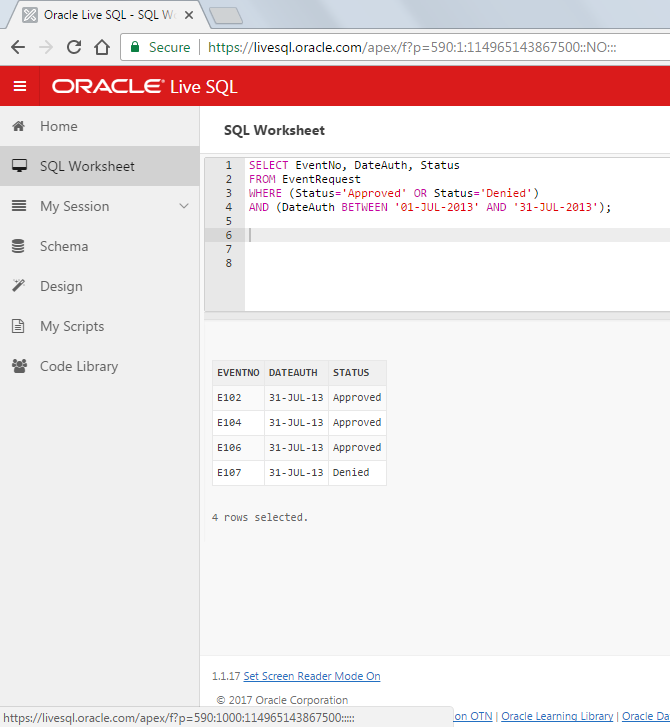 Oracle Live SQL - SQL Wo
Secure https://livesql.oracle.com/apex/f?p=590:1:114965143867500::NO:::
ORACLE® Live SQL
Home
SQL Worksheet
My Session
Schema
Design
My Scripts
Code Library
SQL Worksheet
1 SELECT EventNo, DateAuth, Status
2 FROM EventRequest
3 WHERE (Status='Approved' OR Status='Denied')
4 AND (DateAuth BETWEEN '01-JUL-2013' AND '31-JUL-2013');
5
6
7
8
EVENTNO DATEAUTH STATUS
E102 31-JUL-13 Approved
E104 31-JUL-13 Approved
E106 31-JUL-13 Approved
E107 31-JUL-13 Denied
4 rows selected.
1.1.17 Set Screen Reader Mode On
© 2017 Oracle Corporation
https://livesql.oracle.com/apex/f?p=590:1000:114965143867500:::::
on OTN | Oracle Learning Library | Oracle Da